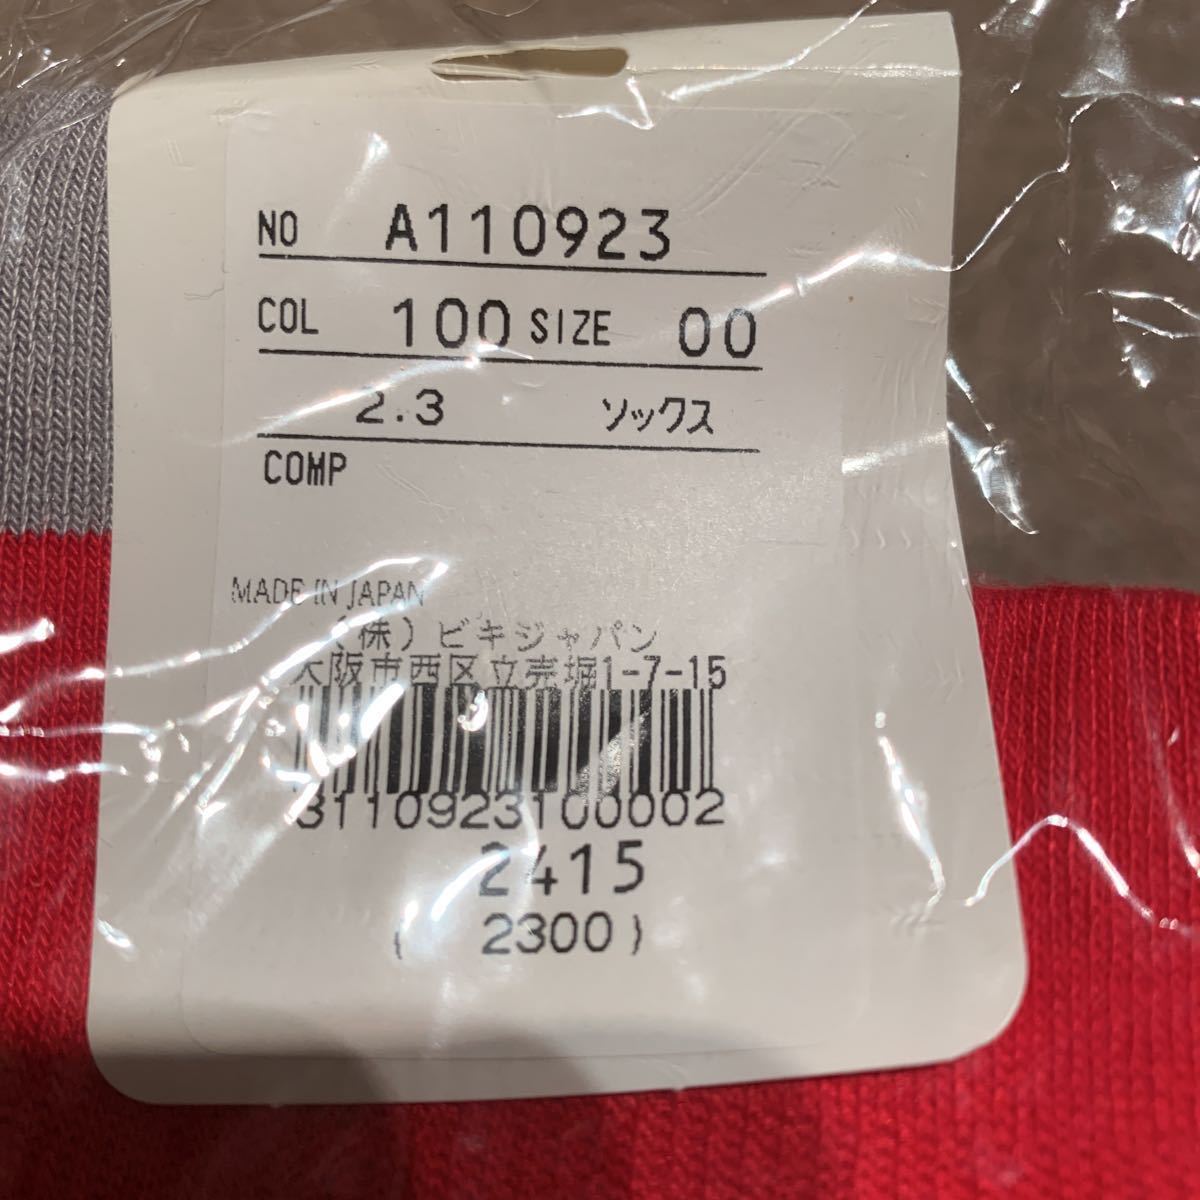 NO A110923
COL 100 SIZE 00
2.3 ソックス
COMP
MADE IN JAPAN
(株)ビキジャパン
大阪市西区立売堀1-7-15
3110923100002
2415
(2300)